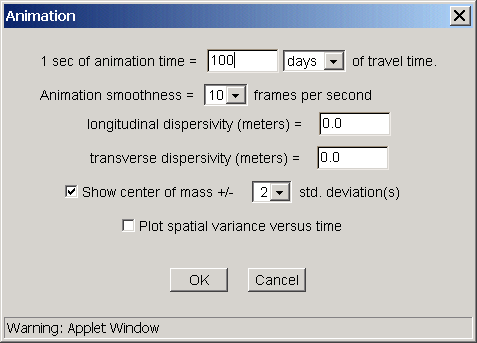 Animation
1 sec of animation time = 100 days of travel time.
Animation smoothness = 10 frames per second
longitudinal dispersivity (meters) = 0.0
transverse dispersivity (meters) = 0.0
Show center of mass +/- 2 std. deviation(s)
Plot spatial variance versus time
OK Cancel
Warning: Applet Window